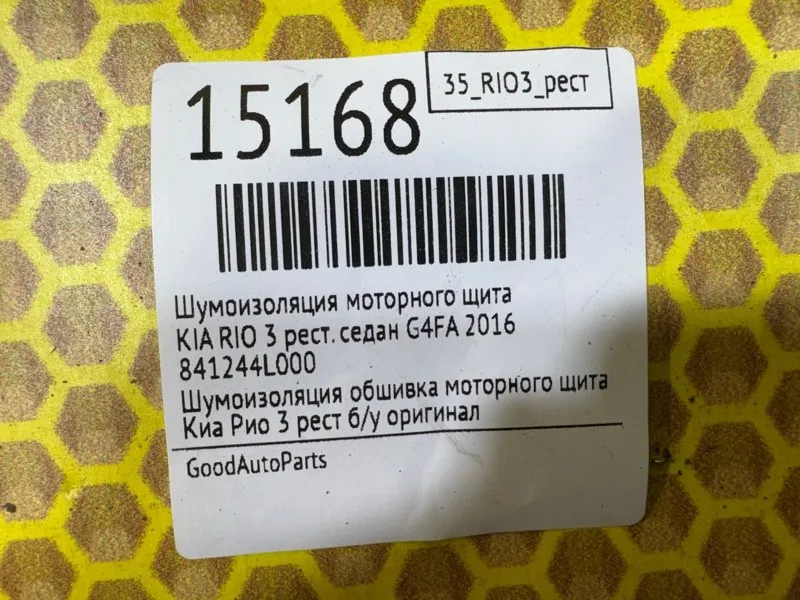 35_RIO3_рест
15168
Шумоизоляция моторного щита
KIA RIO 3 рест. седан G4FA 2016
841244L000
Шумоизоляция обшивка моторного щита
Киа Рио 3 рест б/у оригинал
GoodAutoParts